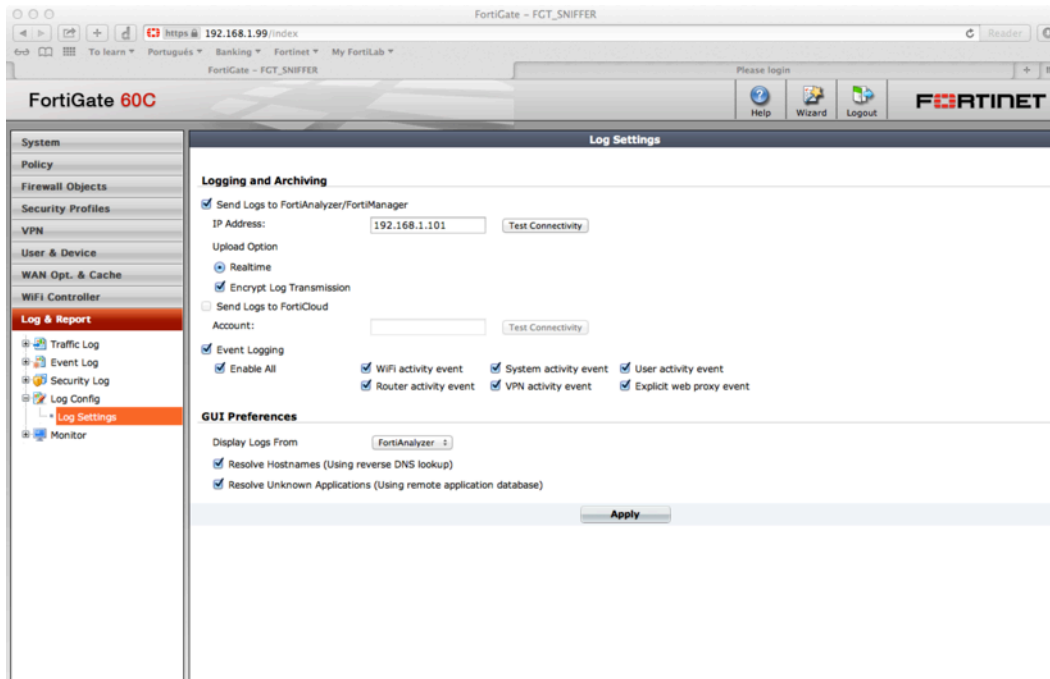 FortiGate – FGT_SNIFFER
https 192.168.1.99/index
Reader
To learn Portugués Banking Fortinet My FortiLab
FortiGate – FGT_SNIFFER Please login
FortiGate 60C
Help Wizard Logout
FORTINET
System
Policy
Firewall Objects
Security Profiles
VPN
User & Device
WAN Opt. & Cache
WiFi Controller
Log & Report
Traffic Log
Event Log
Security Log
Log Config
Log Settings
Monitor
Log Settings
Logging and Archiving
Send Logs to FortiAnalyzer/FortiManager
IP Address: 192.168.1.101 Test Connectivity
Upload Option
Realtime
Encrypt Log Transmission
Send Logs to FortiCloud
Account: Test Connectivity
Event Logging
Enable All WiFi activity event System activity event User activity event
Router activity event VPN activity event Explicit web proxy event
GUI Preferences
Display Logs From FortiAnalyzer
Resolve Hostnames (Using reverse DNS lookup)
Resolve Unknown Applications (Using remote application database)
Apply